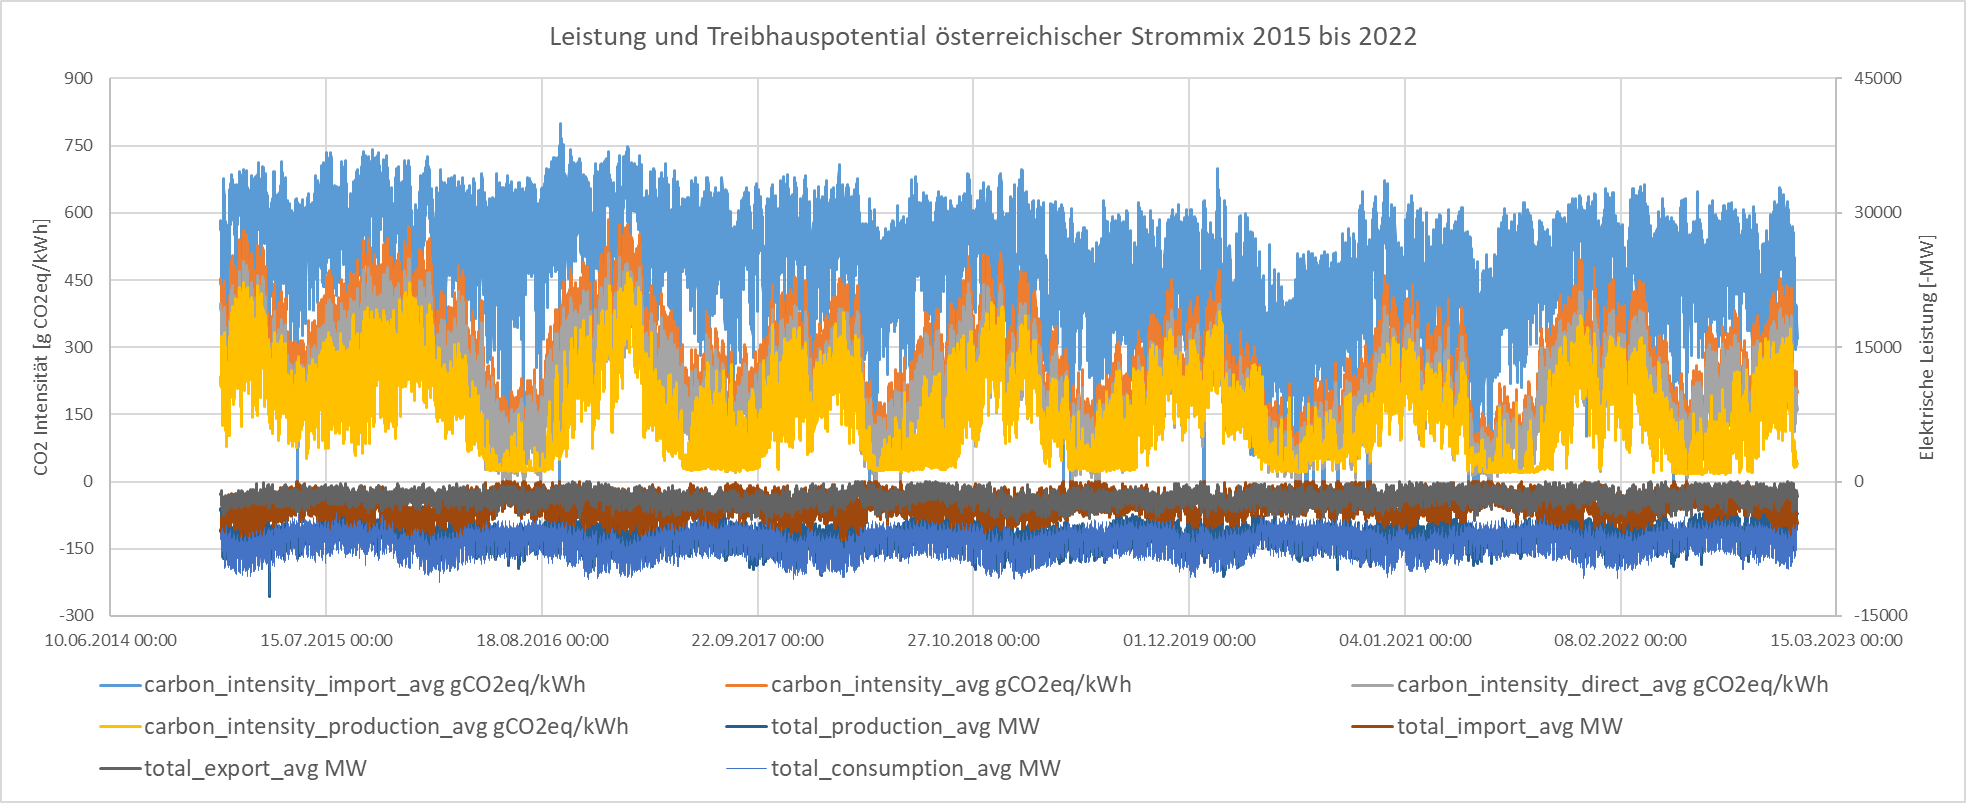 Leistung und Treibhauspotential österreichischer Strommix 2015 bis 2022
900
750
600
450
300
150
0
-150
-300
CO2 Intensität [g CO2eq/kWh]
45000
30000
15000
0
-15000
Elektrische Leistung [-MW]
10.06.2014 00:00
15.07.2015 00:00
18.08.2016 00:00
22.09.2017 00:00
27.10.2018 00:00
01.12.2019 00:00
04.01.2021 00:00
08.02.2022 00:00
15.03.2023 00:00
carbon_intensity_import_avg gCO2eq/kWh
carbon_intensity_avg gCO2eq/kWh
carbon_intensity_direct_avg gCO2eq/kWh
carbon_intensity_production_avg gCO2eq/kWh
total_production_avg MW
total_import_avg MW
total_export_avg MW
total_consumption_avg MW